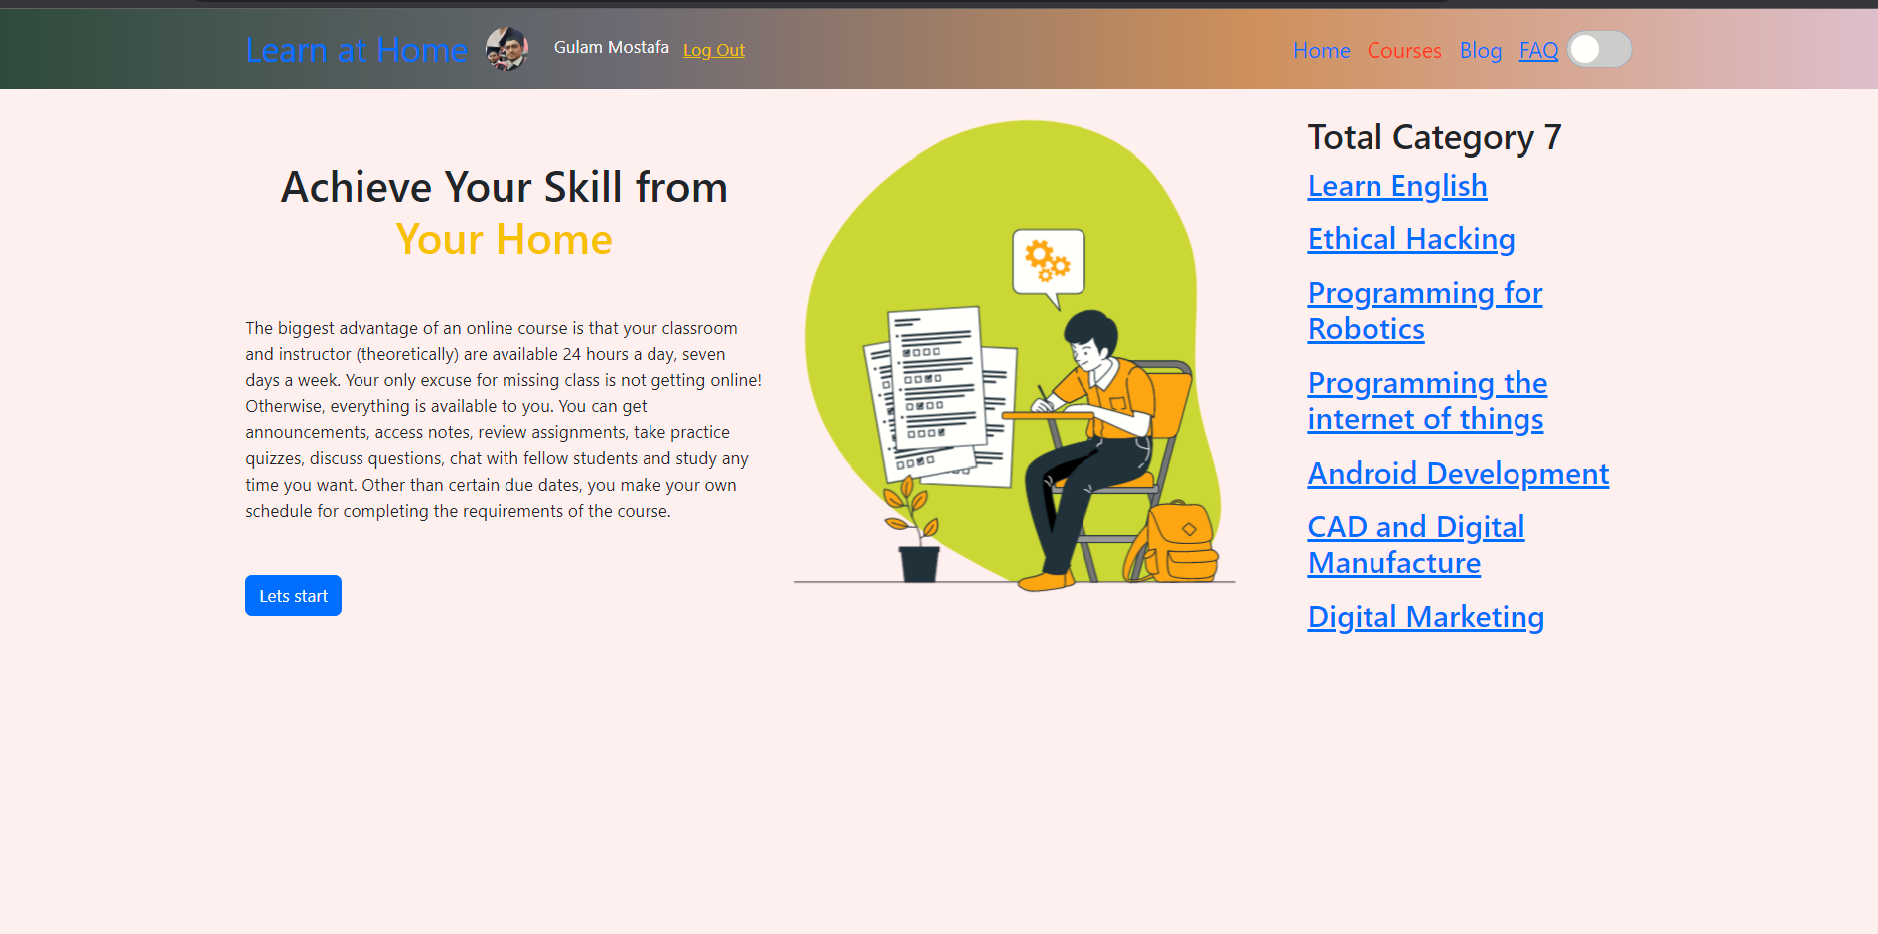 Learn at Home Gulam Mostafa Log Out Home Courses Blog FAQ
Achieve Your Skill from
Your Home
The biggest advantage of an online course is that your classroom
and instructor (theoretically) are available 24 hours a day, seven
days a week. Your only excuse for missing class is not getting online!
Otherwise, everything is available to you. You can get
announcements, access notes, review assignments, take practice
quizzes, discuss questions, chat with fellow students and study any
time you want. Other than certain due dates, you make your own
schedule for completing the requirements of the course.
Lets start
Total Category 7
Learn English
Ethical Hacking
Programming for
Robotics
Programming the
internet of things
Android Development
CAD and Digital
Manufacture
Digital Marketing